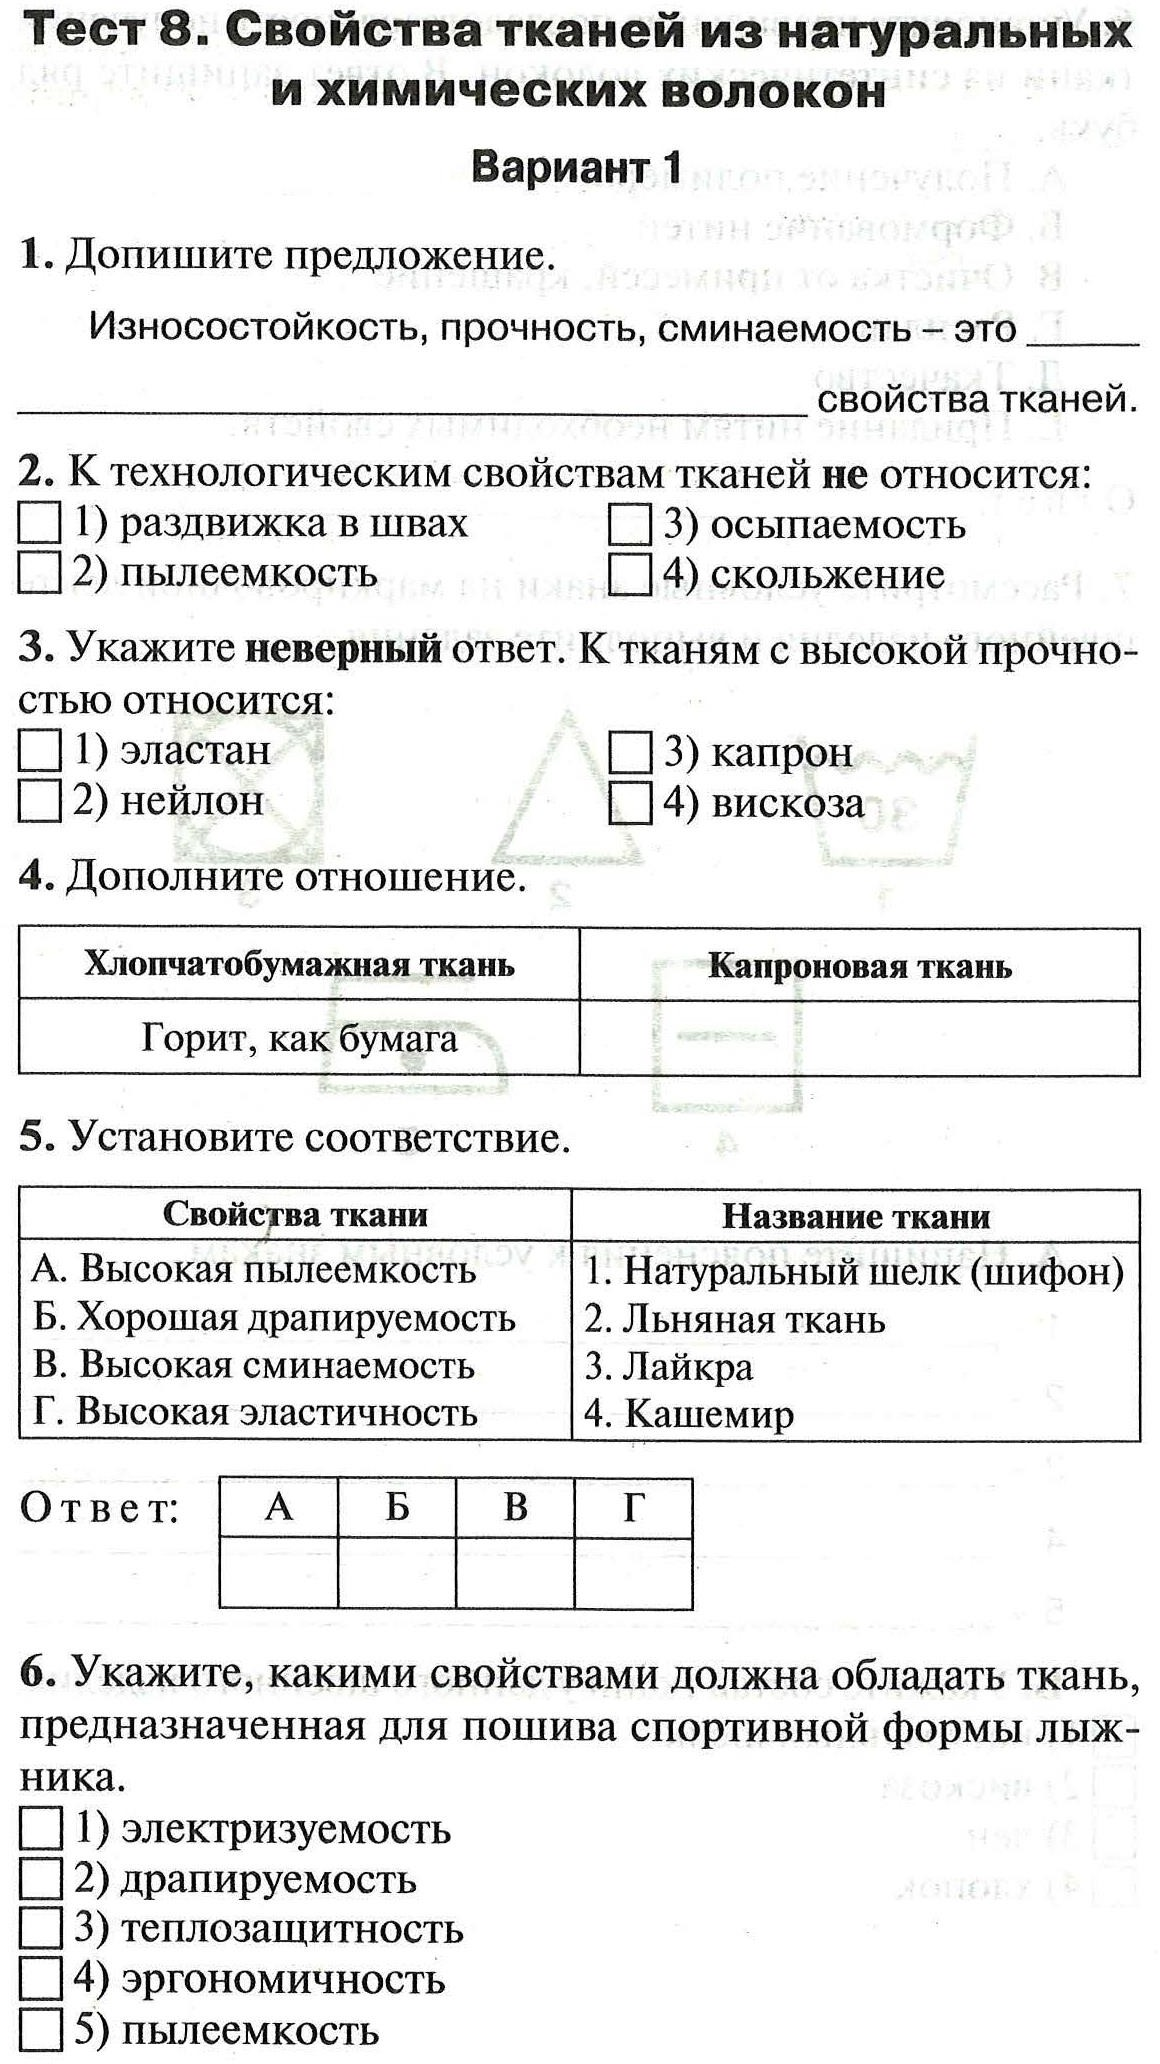 Тест 8. Свойства тканей из натуральных
и химических волокон
Вариант 1
1. Допишите предложение.
Износостойкость, прочность, сминаемость – это ______
______ свойства тканей.
2. К технологическим свойствам тканей не относится:
1) раздвижка в швах
3) осыпаемость
2) пылеемкость
4) скольжение
3. Укажите неверный ответ. К тканям с высокой прочно-
стью относится:
1) эластан
3) капрон
2) нейлон
4) вискоза
4. Дополните отношение.
Хлопчатобумажная ткань
Капроновая ткань
Горит, как бумага
5. Установите соответствие.
Свойства ткани
Название ткани
А. Высокая пылеемкость
1. Натуральный шелк (шифон)
Б. Хорошая драпируемость
2. Льняная ткань
В. Высокая сминаемость
3. Лайкра
Г. Высокая эластичность
4. Кашемир
Ответ:
А
Б
В
Г
6. Укажите, какими свойствами должна обладать ткань,
предназначенная для пошива спортивной формы лыж-
ника.
1) электризуемость
2) драпируемость
3) теплозащитность
4) эргономичность
5) пылеемкость